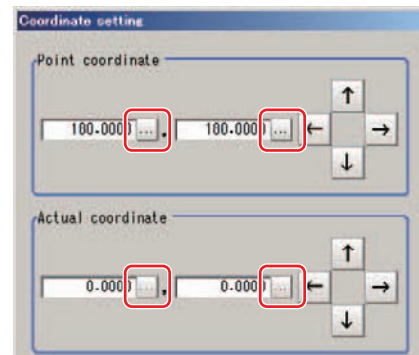 Coordinate setting
Point coordinate
↑
100.0000 ... , 100.0000 ... ← →
↓
Actual coordinate
↑
0.0000 ... , 0.0000 ... ← →
↓